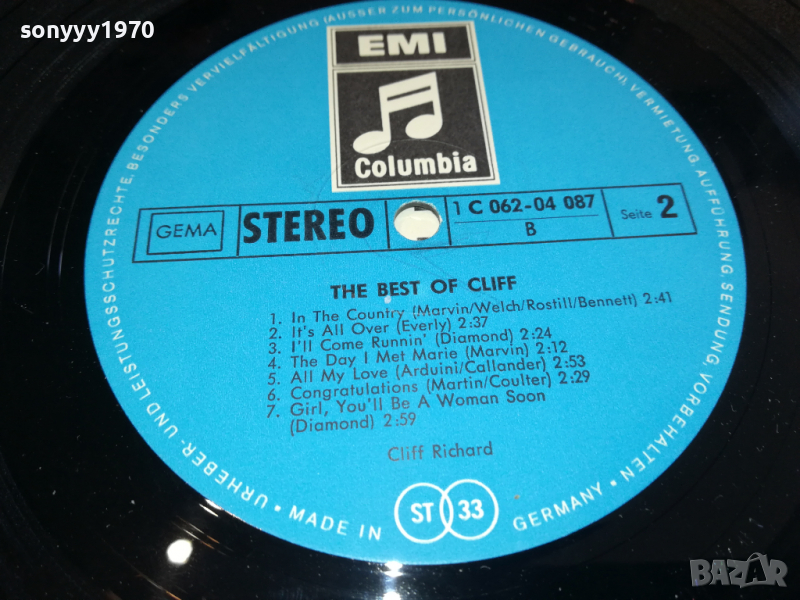 sonyyy1970
URHEBER- UND LEISTUNGSSCHUTZRECHTE, BESONDERS VERVIELFÄLTIGUNG (AUSSER ZUM PERSÖNLICHEN GEBRAUCH), VERMIETUNG, AUFFÜHRUNG, SENDUNG, VORBEHALTEN
EMI
Columbia
GEMA
STEREO
1 C 062-04 087
B
Seite 2
THE BEST OF CLIFF
1. In The Country (Marvin/Welch/Rostill/Bennett) 2:41
2. It's All Over (Everly) 2:37
3. I'll Come Runnin' (Diamond) 2:24
4. The Day I Met Marie (Marvin) 2:12
5. All My Love (Arduini/Callander) 2:53
6. Congratulations (Martin/Coulter) 2:29
7. Girl, You'll Be A Woman Soon
(Diamond) 2:59
Cliff Richard
• MADE IN GERMANY •
ST 33
BAZAR